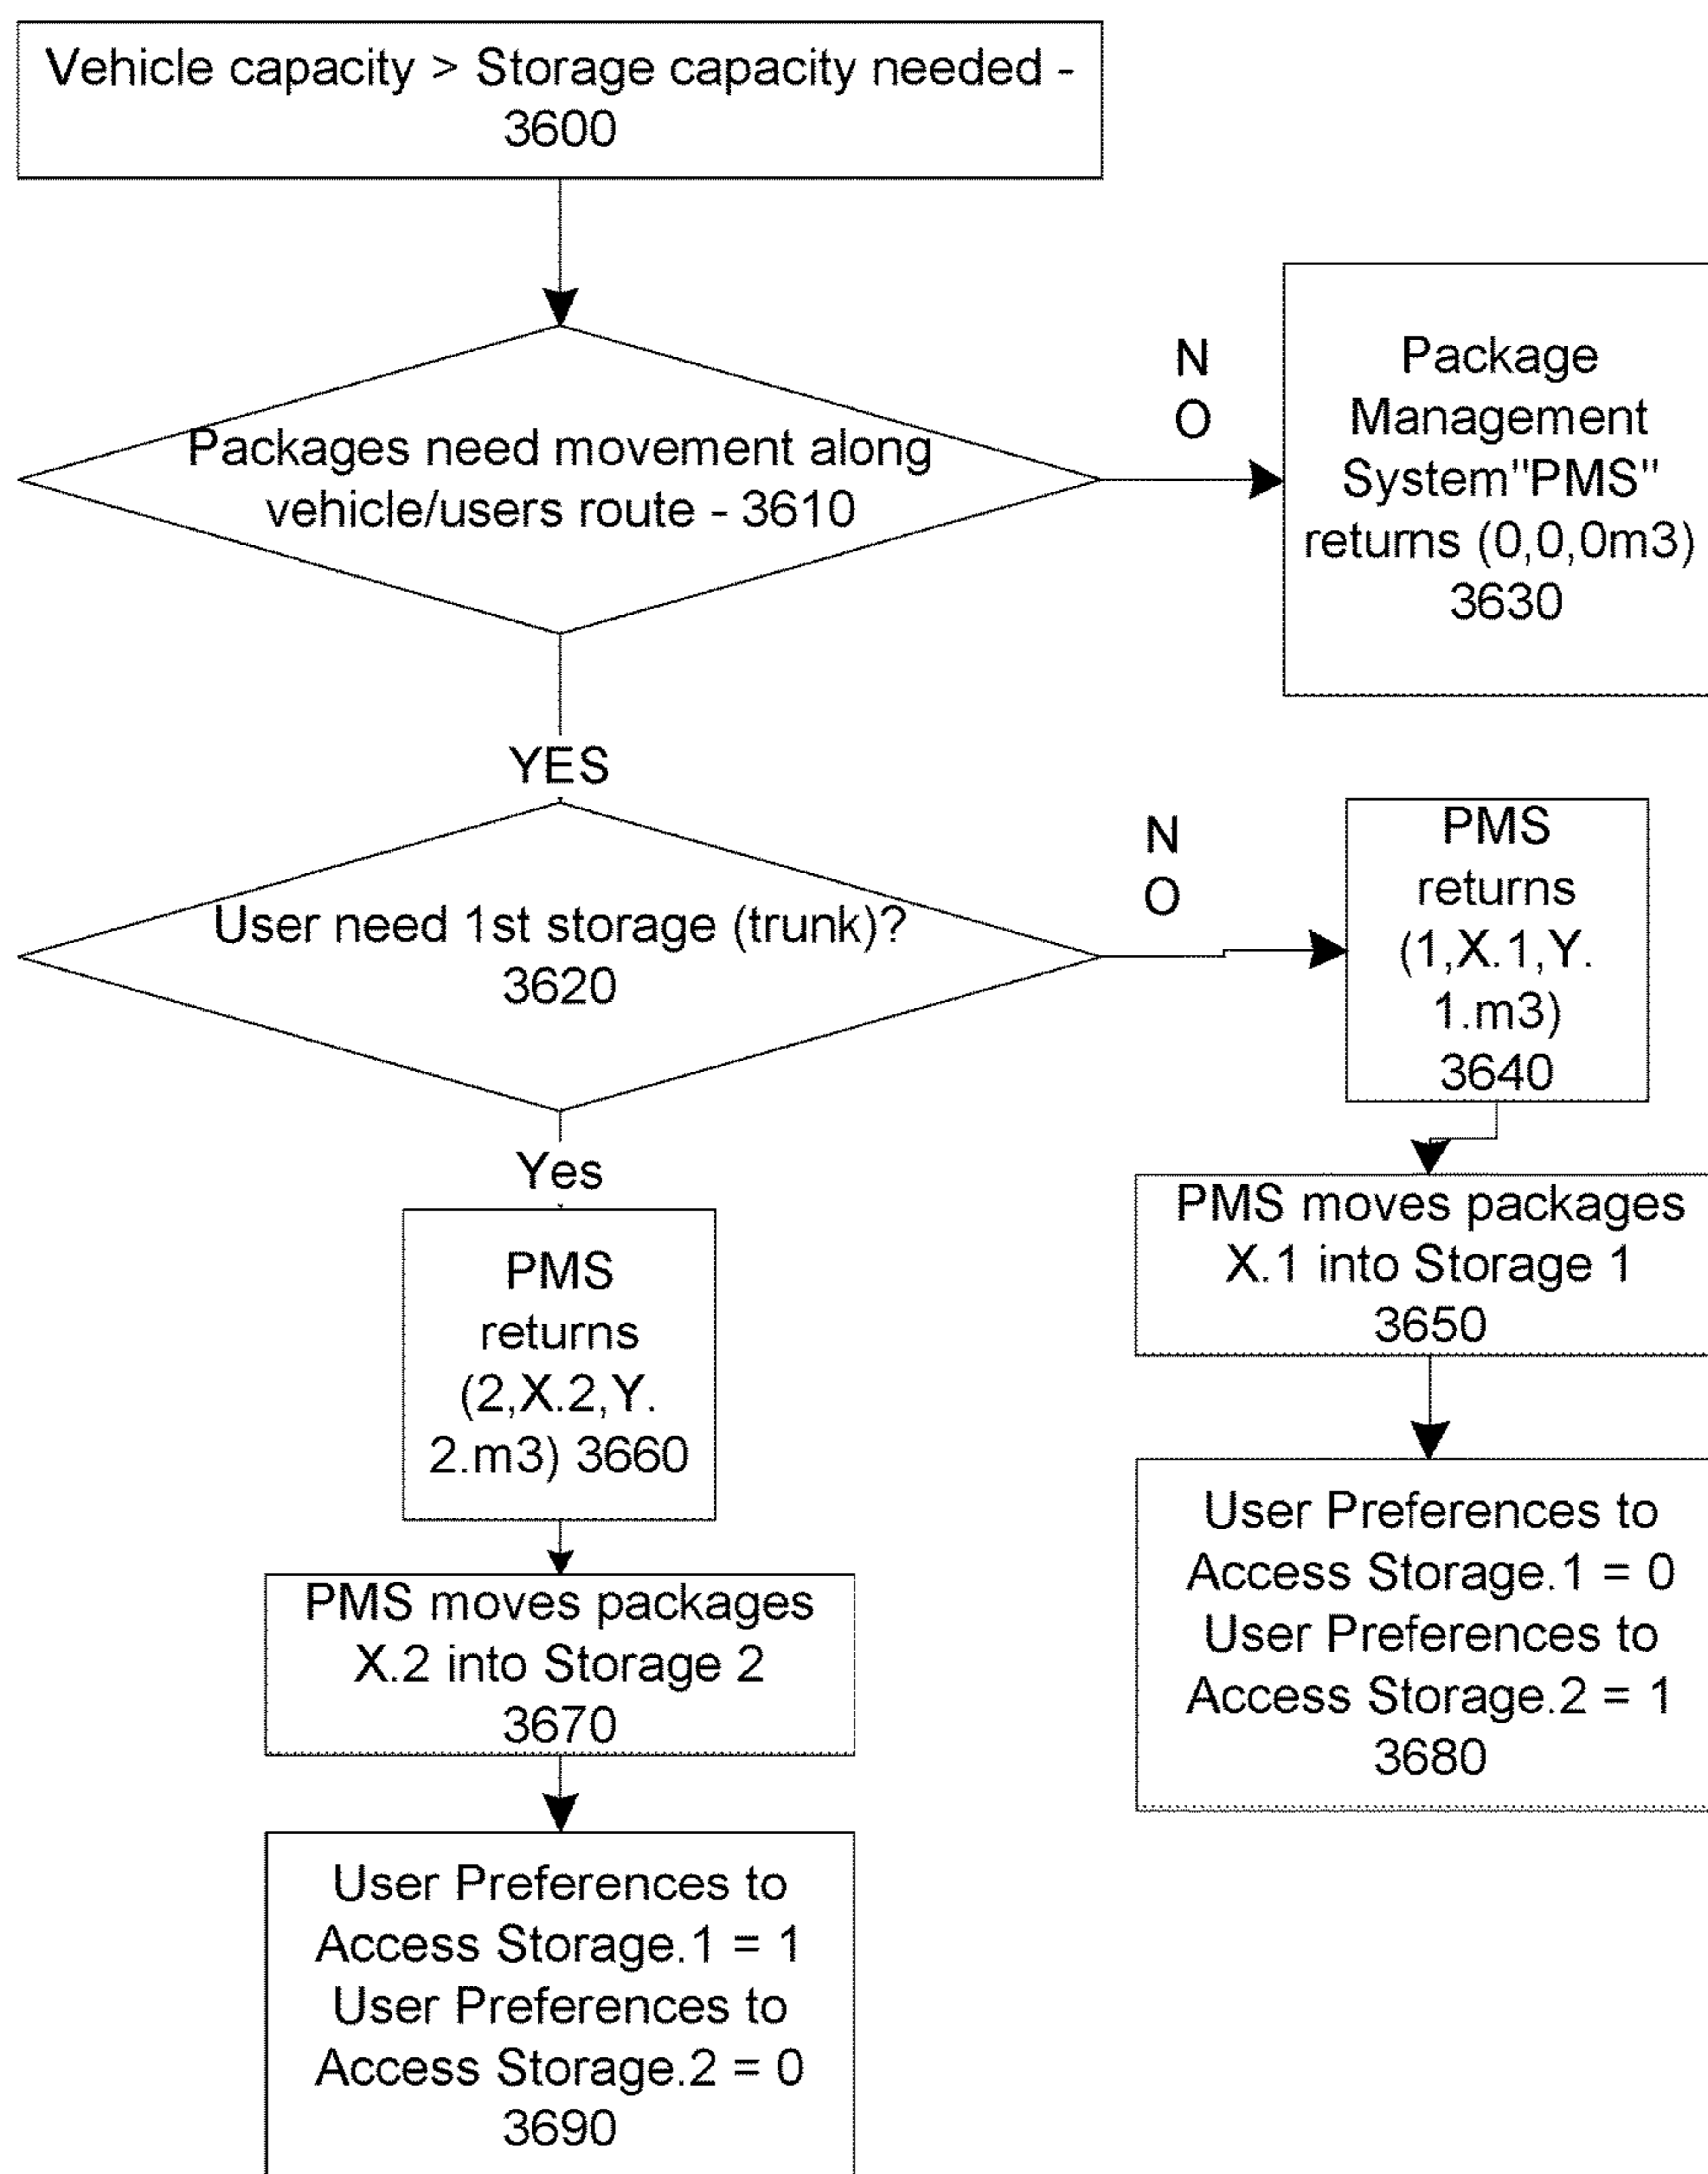 Vehicle capacity > Storage capacity needed -
3600
Packages need movement along
vehicle/users route - 3610
N
O
Package
Management
System"PMS"
returns (0,0,0m3)
3630
YES
User need 1st storage (trunk)?
3620
N
O
PMS
returns
(1,X.1,Y.
1.m3)
3640
PMS moves packages
X.1 into Storage 1
3650
User Preferences to
Access Storage.1 = 0
User Preferences to
Access Storage.2 = 1
3680
Yes
PMS
returns
(2,X.2,Y.
2.m3) 3660
PMS moves packages
X.2 into Storage 2
3670
User Preferences to
Access Storage.1 = 1
User Preferences to
Access Storage.2 = 0
3690